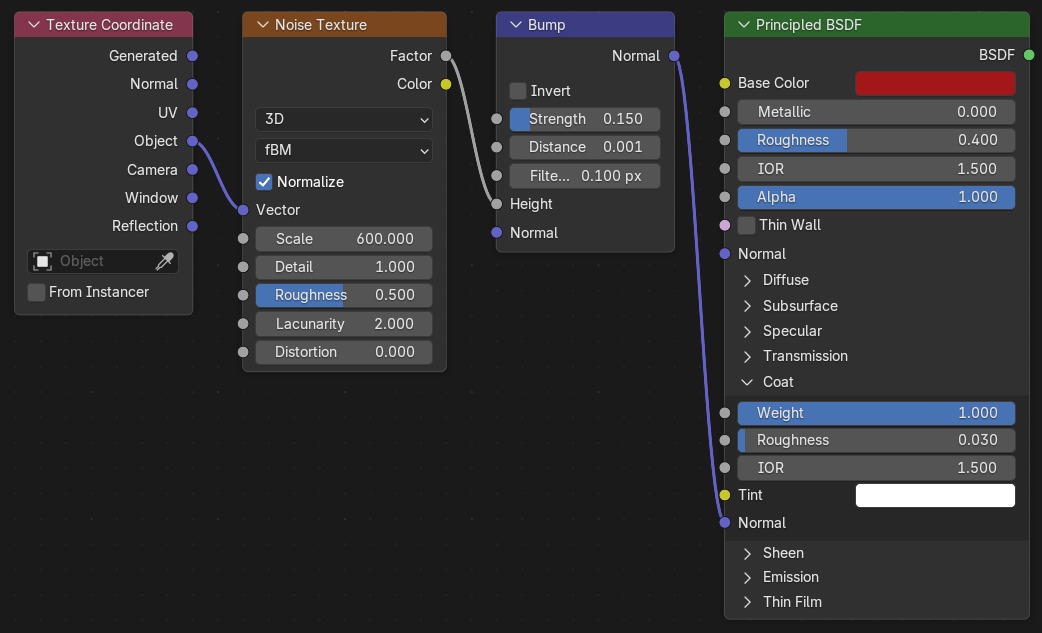 Texture Coordinate
Generated
Normal
UV
Object
Camera
Window
Reflection
Object
From Instancer
Noise Texture
Factor
Color
3D
fBM
Normalize
Vector
Scale 600.000
Detail 1.000
Roughness 0.500
Lacunarity 2.000
Distortion 0.000
Bump
Normal
Invert
Strength 0.150
Distance 0.001
Filte... 0.100 px
Height
Normal
Principled BSDF
BSDF
Base Color
Metallic 0.000
Roughness 0.400
IOR 1.500
Alpha 1.000
Thin Wall
Normal
Diffuse
Subsurface
Specular
Transmission
Coat
Weight 1.000
Roughness 0.030
IOR 1.500
Tint
Normal
Sheen
Emission
Thin Film